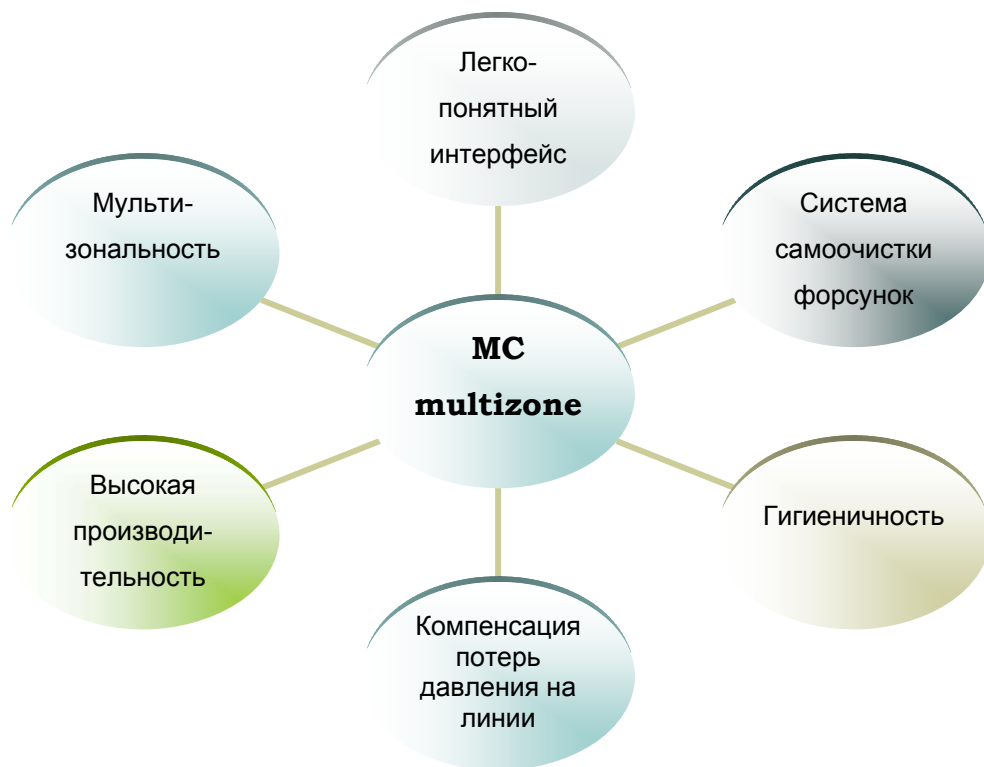 Легко-
понятный
интерфейс
Система
самоочистки
форсунок
Гигиеничность
Компенсация
потерь
давления на
линии
Высокая
производи-
тельность
Мульти-
зональность
MC
multizone